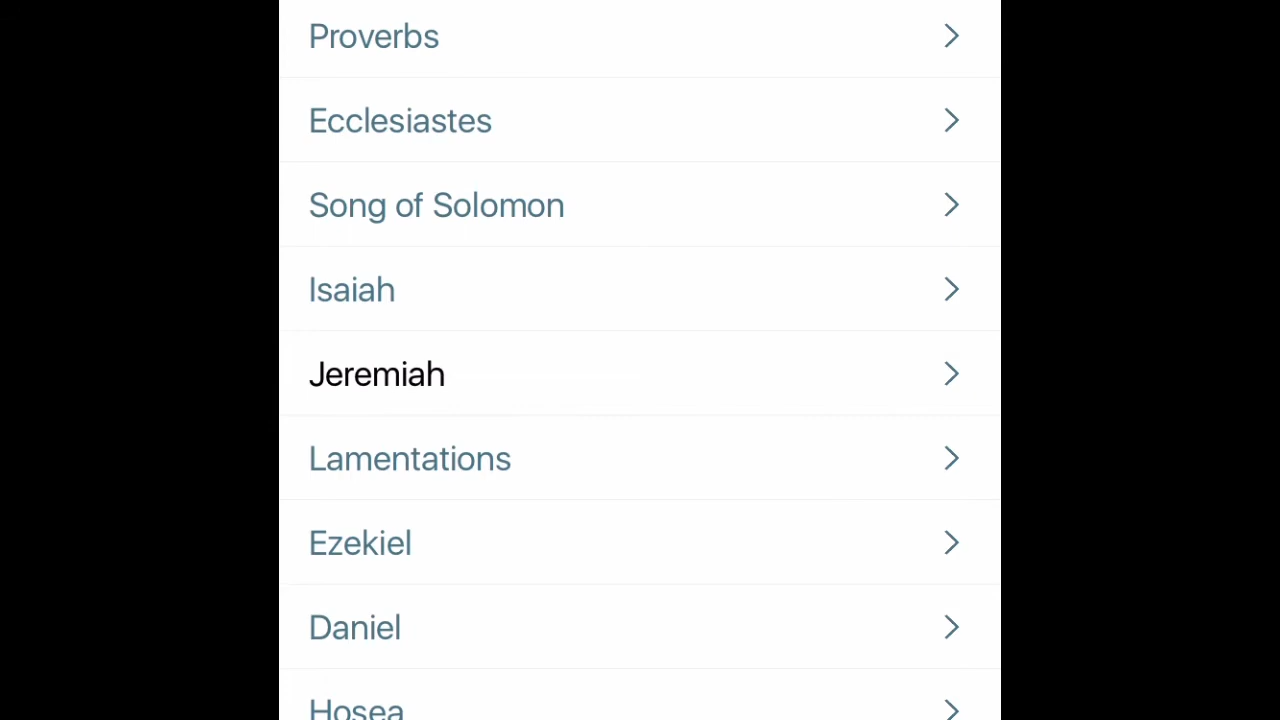 Proverbs
Ecclesiastes
Song of Solomon
Isaiah
Jeremiah
Lamentations
Ezekiel
Daniel
Hosea